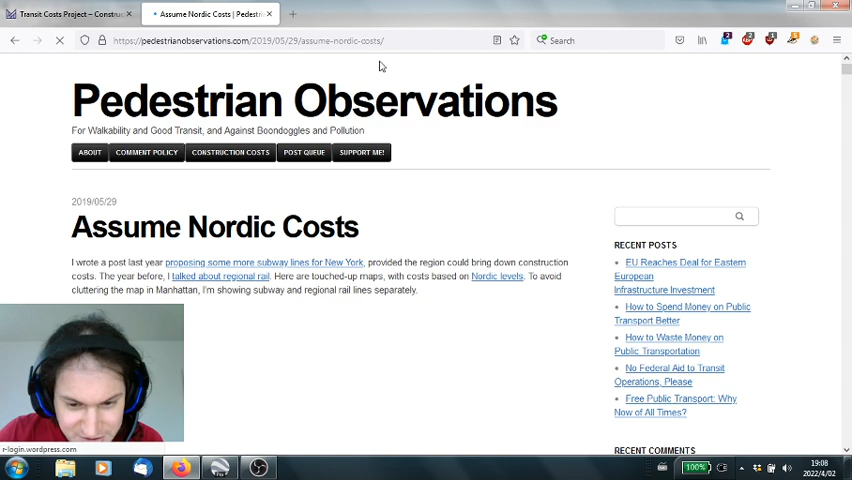 Transit Costs Project – Construc
Assume Nordic Costs | Pedestri
https://pedestrianobservations.com/2019/05/29/assume-nordic-costs/
Search
Pedestrian Observations
For Walkability and Good Transit, and Against Boondoggles and Pollution
ABOUT
COMMENT POLICY
CONSTRUCTION COSTS
POST QUEUE
SUPPORT ME!
2019/05/29
Assume Nordic Costs
I wrote a post last year proposing some more subway lines for New York, provided the region could bring down construction
costs. The year before, I talked about regional rail. Here are touched-up maps, with costs based on Nordic levels. To avoid
cluttering the map in Manhattan, I'm showing subway and regional rail lines separately.
RECENT POSTS
EU Reaches Deal for Eastern
European
Infrastructure Investment
How to Spend Money on Public
Transport Better
How to Waste Money on
Public Transportation
No Federal Aid to Transit
Operations, Please
Free Public Transport: Why
Now of All Times?
RECENT COMMENTS
r-login.wordpress.com
100%
19:08
2022/4/02